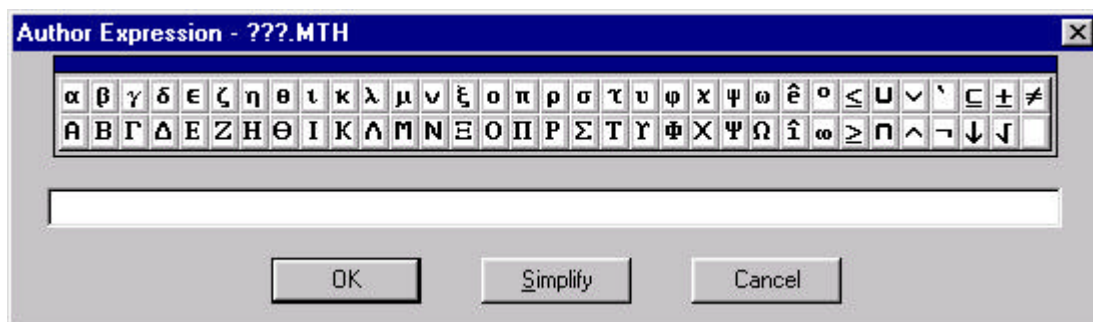 Author Expression - ???.MTH
α β γ δ ϵ ζ η θ ι κ λ μ ν ξ ο π ρ σ τ υ φ χ ψ ω ê ° ≤ ∪ ∨ ‵ ⊆ ± ≠
Α Β Γ Δ Ε Ζ Η Θ Ι Κ Λ Μ Ν Ξ Ο Π Ρ Σ Τ Υ Φ Χ Ψ Ω î ∞ ≥ ∩ ∧ ¬ ↓ √
OK Simplify Cancel